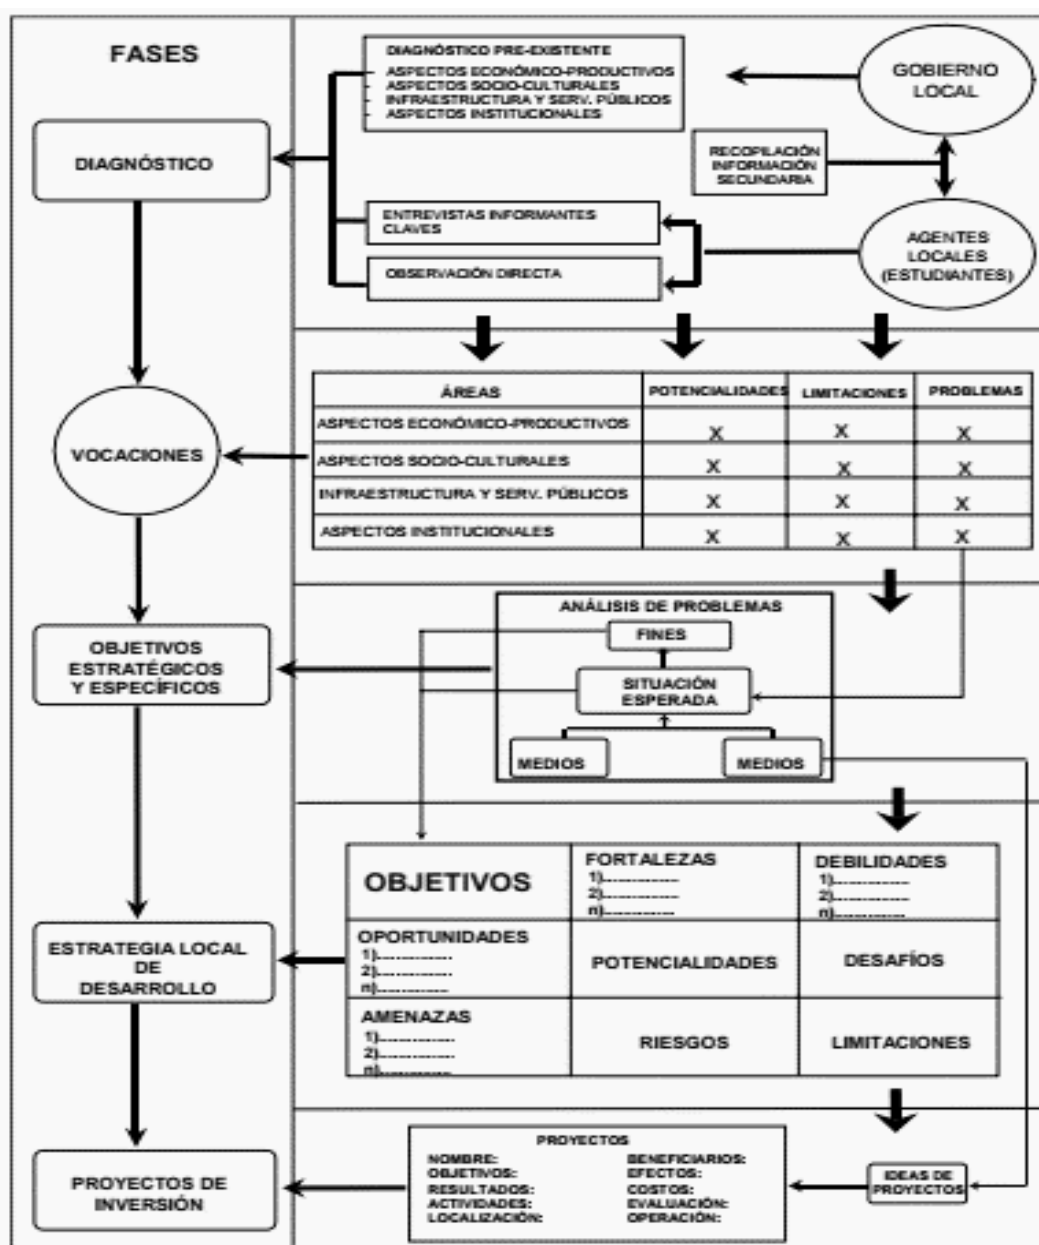 FASES
DIAGNÓSTICO
VOCACIONES
OBJETIVOS
ESTRATÉGICOS
Y ESPECÍFICOS
ESTRATEGIA LOCAL
DE
DESARROLLO
PROYECTOS DE
INVERSIÓN
DIAGNÓSTICO PRE-EXISTENTE
- ASPECTOS ECONÓMICO-PRODUCTIVOS
- ASPECTOS SOCIO-CULTURALES
- INFRAESTRUCTURA Y SERV. PÚBLICOS
- ASPECTOS INSTITUCIONALES
GOBIERNO
LOCAL
RECOPILACIÓN
INFORMACIÓN
SECUNDARIA
ENTREVISTAS INFORMANTES
CLAVES
OBSERVACIÓN DIRECTA
AGENTES
LOCALES
(ESTUDIANTES)
ÁREAS POTENCIALIDADES LIMITACIONES PROBLEMAS
ASPECTOS ECONÓMICO-PRODUCTIVOS X X X
ASPECTOS SOCIO-CULTURALES X X X
INFRAESTRUCTURA Y SERV. PÚBLICOS X X X
ASPECTOS INSTITUCIONALES X X X
ANÁLISIS DE PROBLEMAS
FINES
SITUACIÓN
ESPERADA
MEDIOS MEDIOS
OBJETIVOS
FORTALEZAS
1)....................
2)....................
n)....................
DEBILIDADES
1)....................
2)....................
n)....................
OPORTUNIDADES
1)....................
2)....................
n)....................
POTENCIALIDADES
DESAFÍOS
AMENAZAS
1)....................
2)....................
n)....................
RIESGOS
LIMITACIONES
PROYECTOS
NOMBRE: BENEFICIARIOS:
OBJETIVOS: EFECTOS:
RESULTADOS: COSTOS:
ACTIVIDADES: EVALUACIÓN:
LOCALIZACIÓN: OPERACIÓN:
IDEAS DE
PROYECTOS